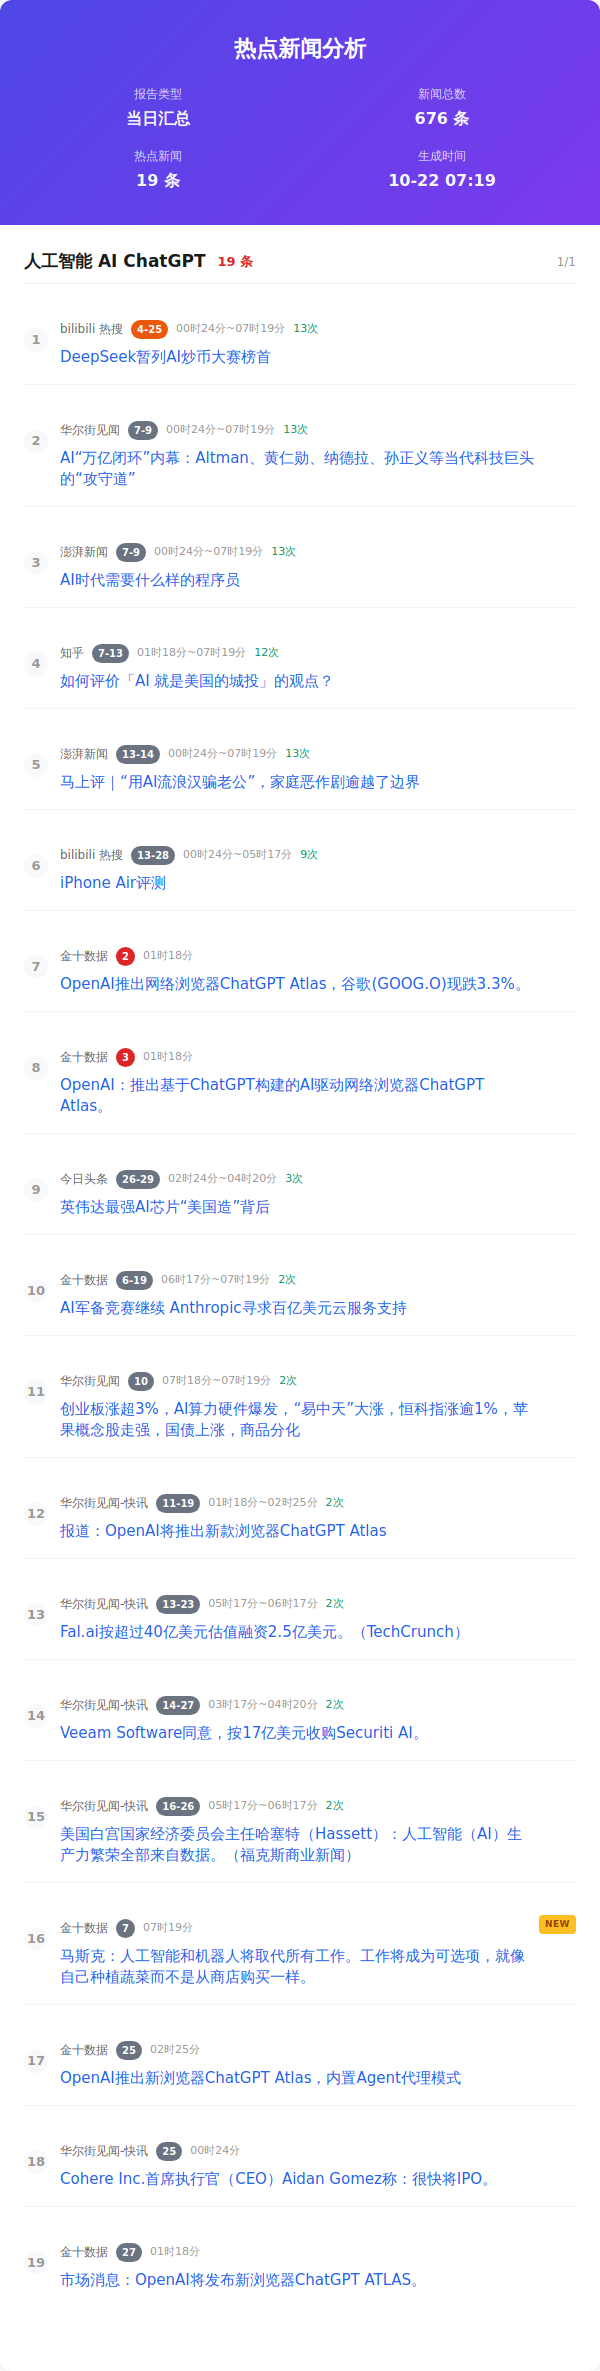 热点新闻分析
报告类型
新闻总数
当日汇总
676 条
热点新闻
生成时间
19 条
10-22 07:19
人工智能 AI ChatGPT 19 条 1/1
1
bilibili 热搜 4-25 00时24分~07时19分 13次
DeepSeek暂列AI炒币大赛榜首
2
华尔街见闻 7-9 00时24分~07时19分 13次
AI“万亿闭环”内幕：Altman、黄仁勋、纳德拉、孙正义等当代科技巨头
的“攻守道”
3
澎湃新闻 7-9 00时24分~07时19分 13次
AI时代需要什么样的程序员
4
知乎 7-13 01时18分~07时19分 12次
如何评价「AI 就是美国的城投」的观点？
5
澎湃新闻 13-14 00时24分~07时19分 13次
马上评｜“用AI流浪汉骗老公”，家庭恶作剧逾越了边界
6
bilibili 热搜 13-28 00时24分~05时17分 9次
iPhone Air评测
7
金十数据 2 01时18分
OpenAI推出网络浏览器ChatGPT Atlas，谷歌(GOOG.O)现跌3.3%。
8
金十数据 3 01时18分
OpenAI：推出基于ChatGPT构建的AI驱动网络浏览器ChatGPT
Atlas。
9
今日头条 26-29 02时24分~04时20分 3次
英伟达最强AI芯片“美国造”背后
10
金十数据 6-19 06时17分~07时19分 2次
AI军备竞赛继续 Anthropic寻求百亿美元云服务支持
11
华尔街见闻 10 07时18分~07时19分 2次
创业板涨超3%，AI算力硬件爆发，“易中天”大涨，恒科指涨逾1%，苹
果概念股走强，国债上涨，商品分化
12
华尔街见闻-快讯 11-19 01时18分~02时25分 2次
报道：OpenAI将推出新款浏览器ChatGPT Atlas
13
华尔街见闻-快讯 13-23 05时17分~06时17分 2次
Fal.ai按超过40亿美元估值融资2.5亿美元。（TechCrunch）
14
华尔街见闻-快讯 14-27 03时17分~04时20分 2次
Veeam Software同意，按17亿美元收购Securiti AI。
15
华尔街见闻-快讯 16-26 05时17分~06时17分 2次
美国白宫国家经济委员会主任哈塞特（Hassett）：人工智能（AI）生
产力繁荣全部来自数据。（福克斯商业新闻）
16
金十数据 7 07时19分 NEW
马斯克：人工智能和机器人将取代所有工作。工作将成为可选项，就像
自己种植蔬菜而不是从商店购买一样。
17
金十数据 25 02时25分
OpenAI推出新浏览器ChatGPT Atlas，内置Agent代理模式
18
华尔街见闻-快讯 25 00时24分
Cohere Inc.首席执行官（CEO）Aidan Gomez称：很快将IPO。
19
金十数据 27 01时18分
市场消息：OpenAI将发布新浏览器ChatGPT ATLAS。